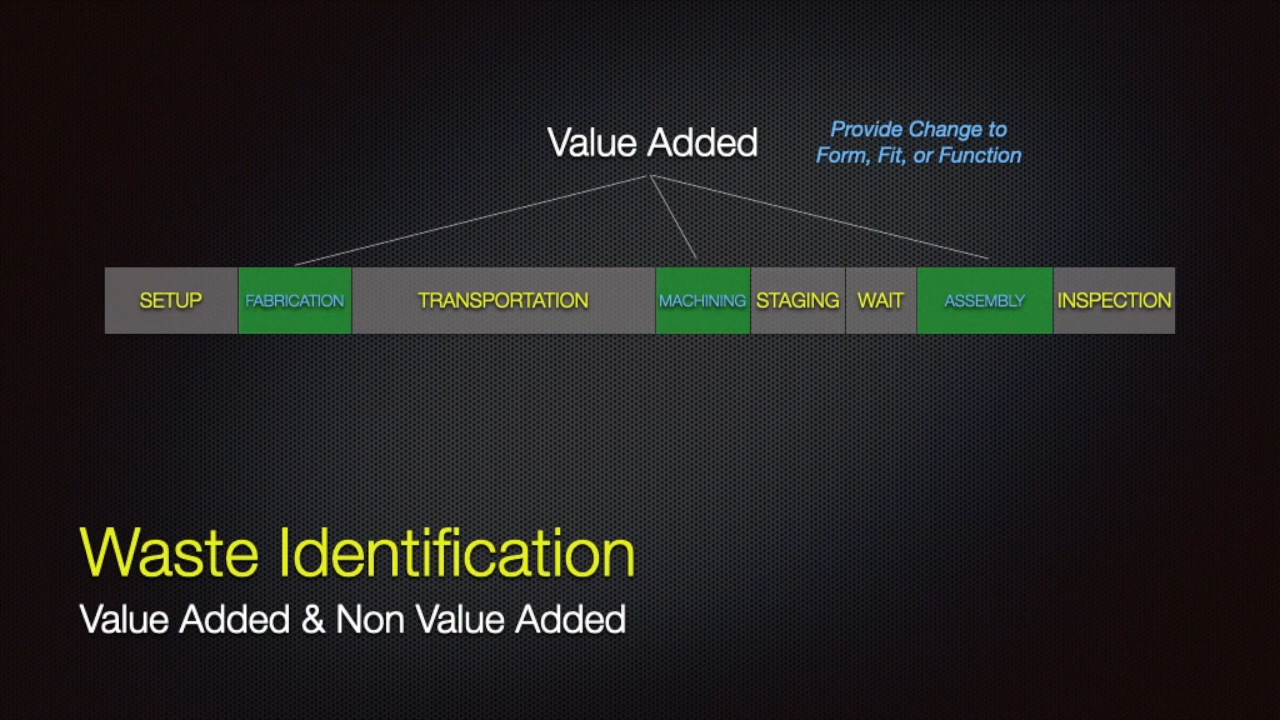 Value Added
Provide Change to
Form, Fit, or Function
SETUP
FABRICATION
TRANSPORTATION
MACHINING
STAGING
WAIT
ASSEMBLY
INSPECTION
Waste Identification
Value Added & Non Value Added